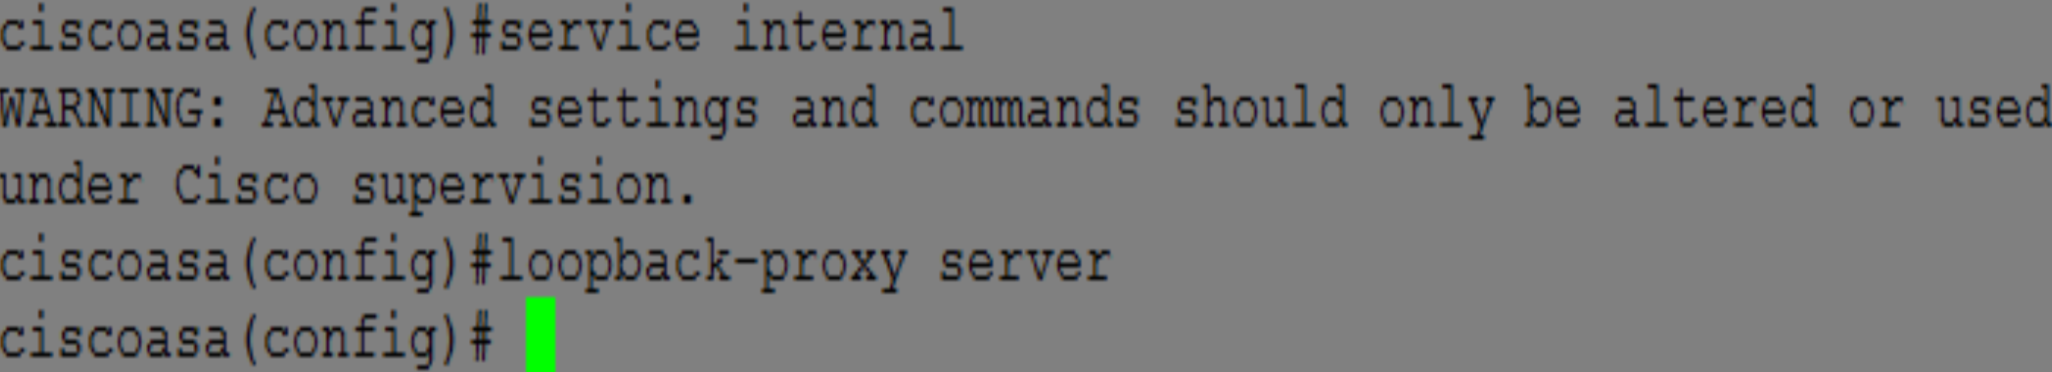 ciscoasa(config)#service internal
WARNING: Advanced settings and commands should only be altered or used
under Cisco supervision.
ciscoasa(config)#loopback-proxy server
ciscoasa(config)#